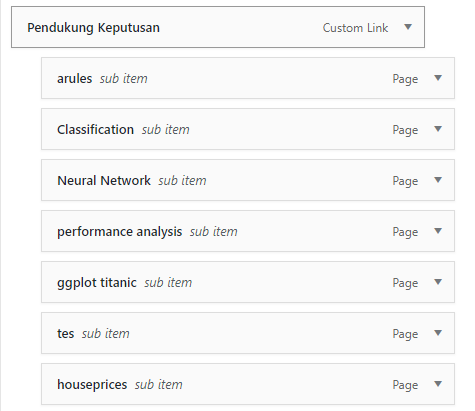 Pendukung Keputusan Custom Link
arules sub item Page
Classification sub item Page
Neural Network sub item Page
performance analysis sub item Page
ggplot titanic sub item Page
tes sub item Page
houseprices sub item Page